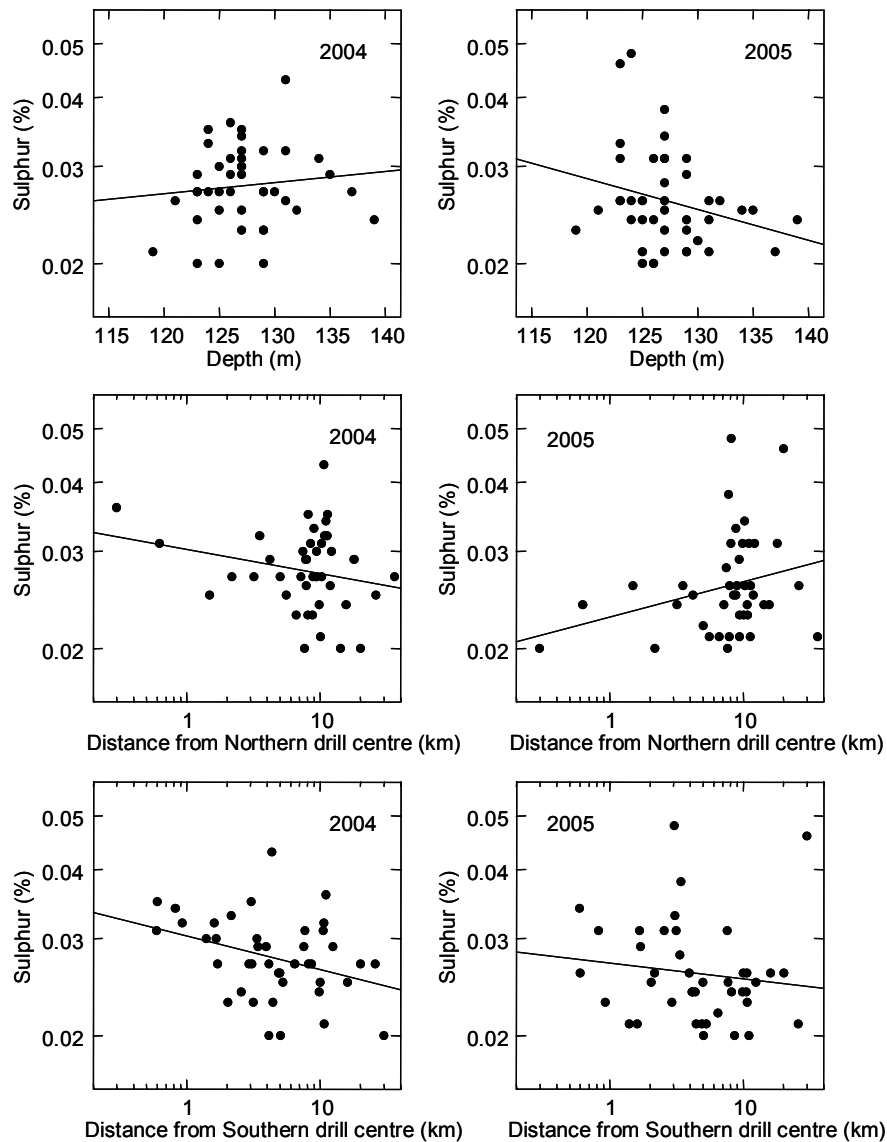 2004
0.05
0.04
0.03
0.02
Sulphur (%)
115 120 125 130 135 140
Depth (m)
2005
0.05
0.04
0.03
0.02
Sulphur (%)
115 120 125 130 135 140
Depth (m)
2004
0.05
0.04
0.03
0.02
Sulphur (%)
1 10
Distance from Northern drill centre (km)
2005
0.05
0.04
0.03
0.02
Sulphur (%)
1 10
Distance from Northern drill centre (km)
2004
0.05
0.04
0.03
0.02
Sulphur (%)
1 10
Distance from Southern drill centre (km)
2005
0.05
0.04
0.03
0.02
Sulphur (%)
1 10
Distance from Southern drill centre (km)